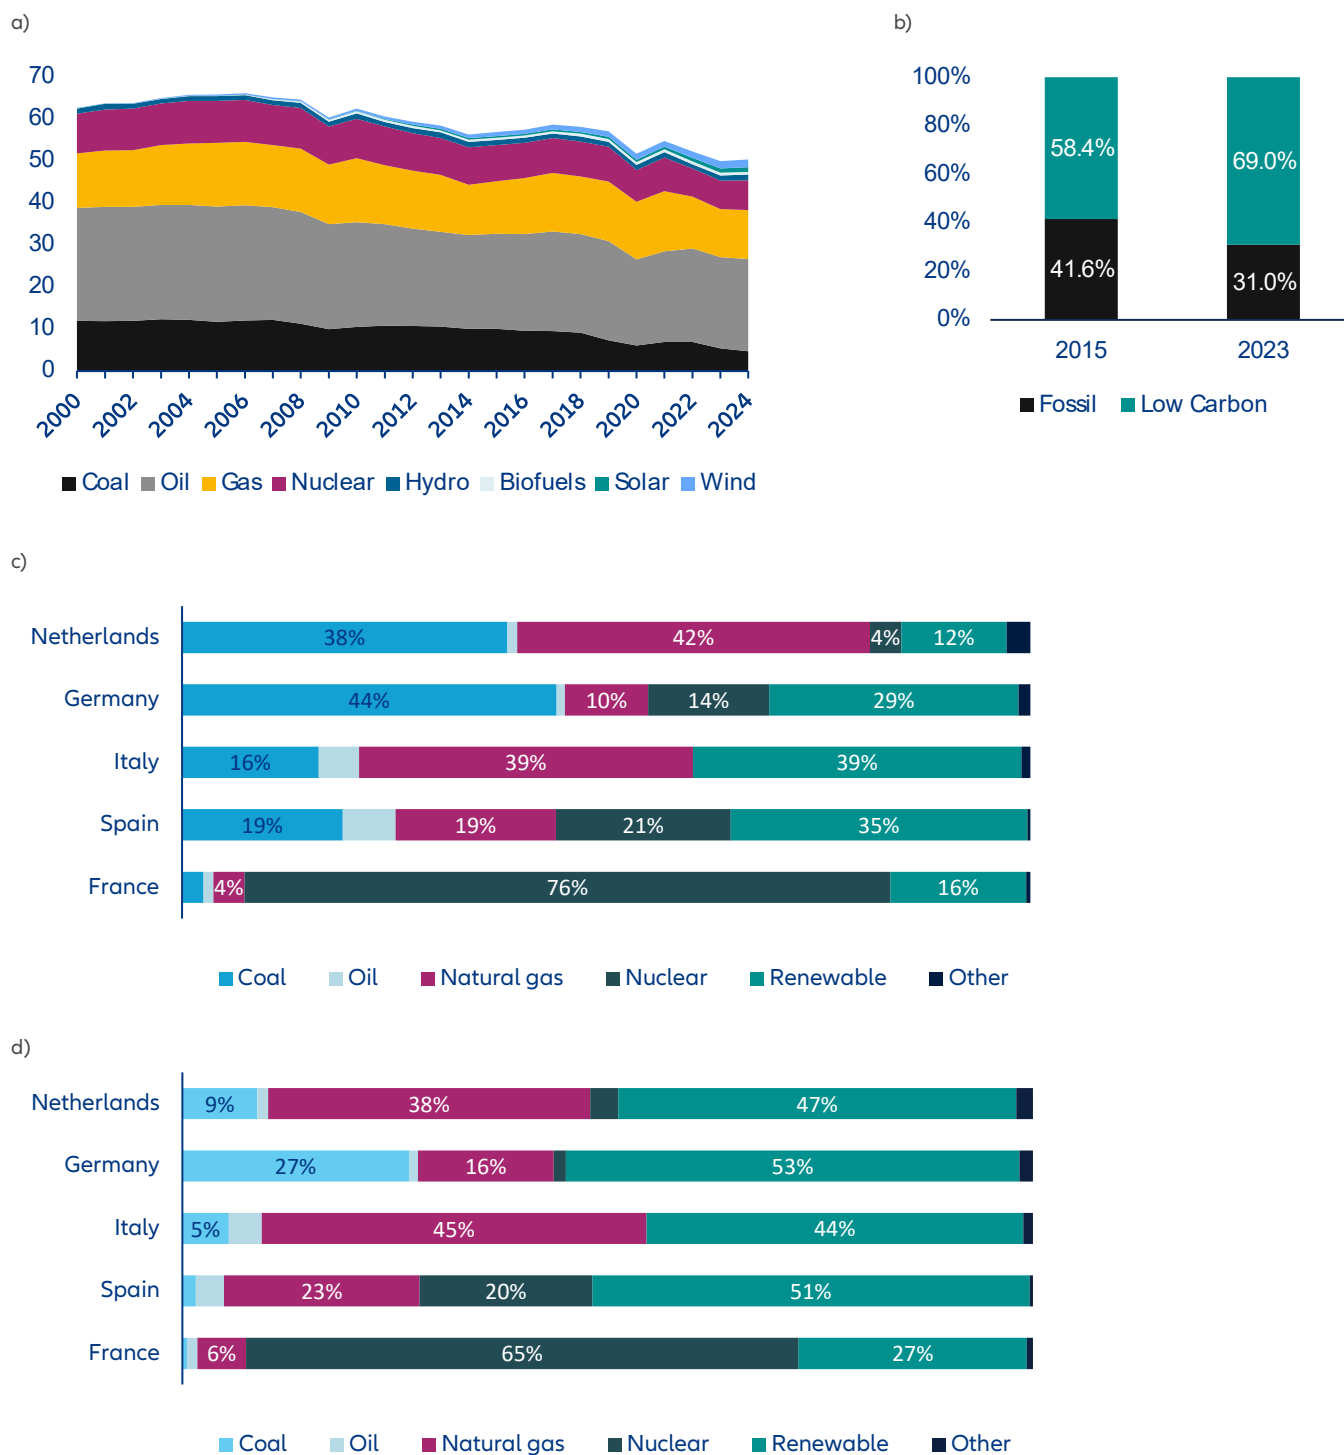 a)
70
60
50
40
30
20
10
0
2000 2002 2004 2006 2008 2010 2012 2014 2016 2018 2020 2022 2024
Coal Oil Gas Nuclear Hydro Biofuels Solar Wind
b)
100%
80%
60%
40%
20%
0%
58.4% 69.0%
41.6% 31.0%
2015 2023
Fossil Low Carbon
c)
Netherlands 38% 42% 4% 12%
Germany 44% 10% 14% 29%
Italy 16% 39% 39%
Spain 19% 19% 21% 35%
France 4% 76% 16%
Coal Oil Natural gas Nuclear Renewable Other
d)
Netherlands 9% 38% 47%
Germany 27% 16% 53%
Italy 5% 45% 44%
Spain 23% 20% 51%
France 6% 65% 27%
Coal Oil Natural gas Nuclear Renewable Other